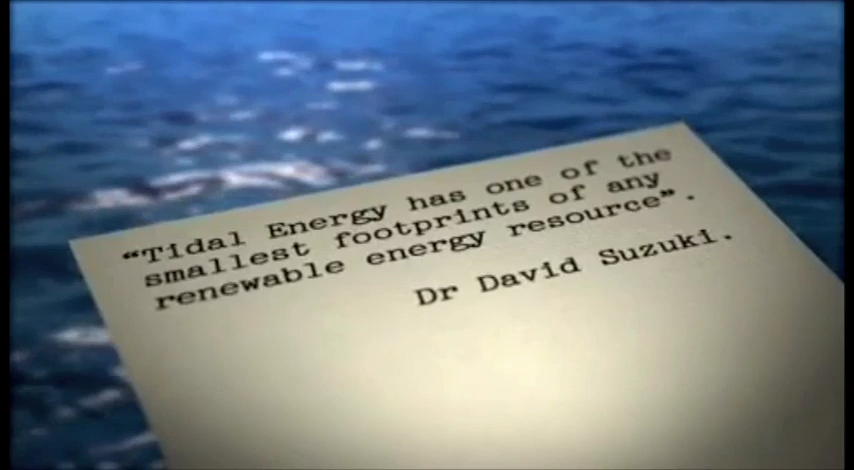 “Tidal Energy has one of the
smallest footprints of any
renewable energy resource”.
Dr David Suzuki.